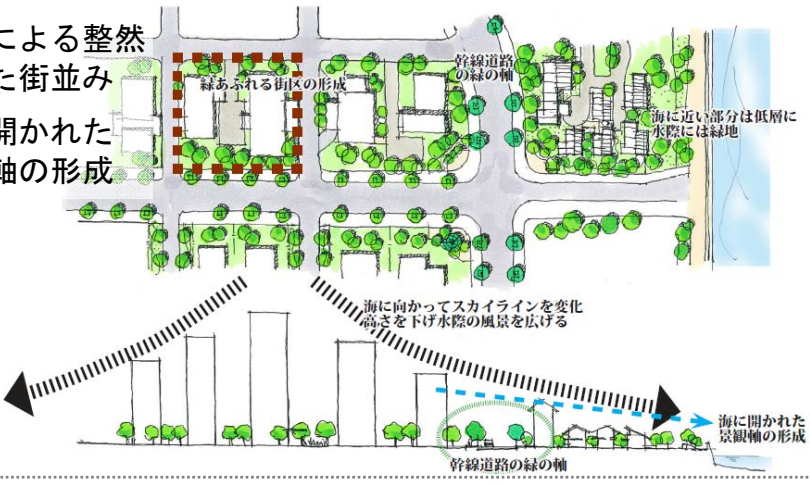 による整然
た街並み
開かれた
軸の形成
緑あふれる街区の形成
幹線道路
の緑の軸
海に近い部分は低層に
水際には緑地
海に向かってスカイラインを変化
高さを下げ水際の風景を広げる
海に開かれた
景観軸の形成
幹線道路の緑の軸